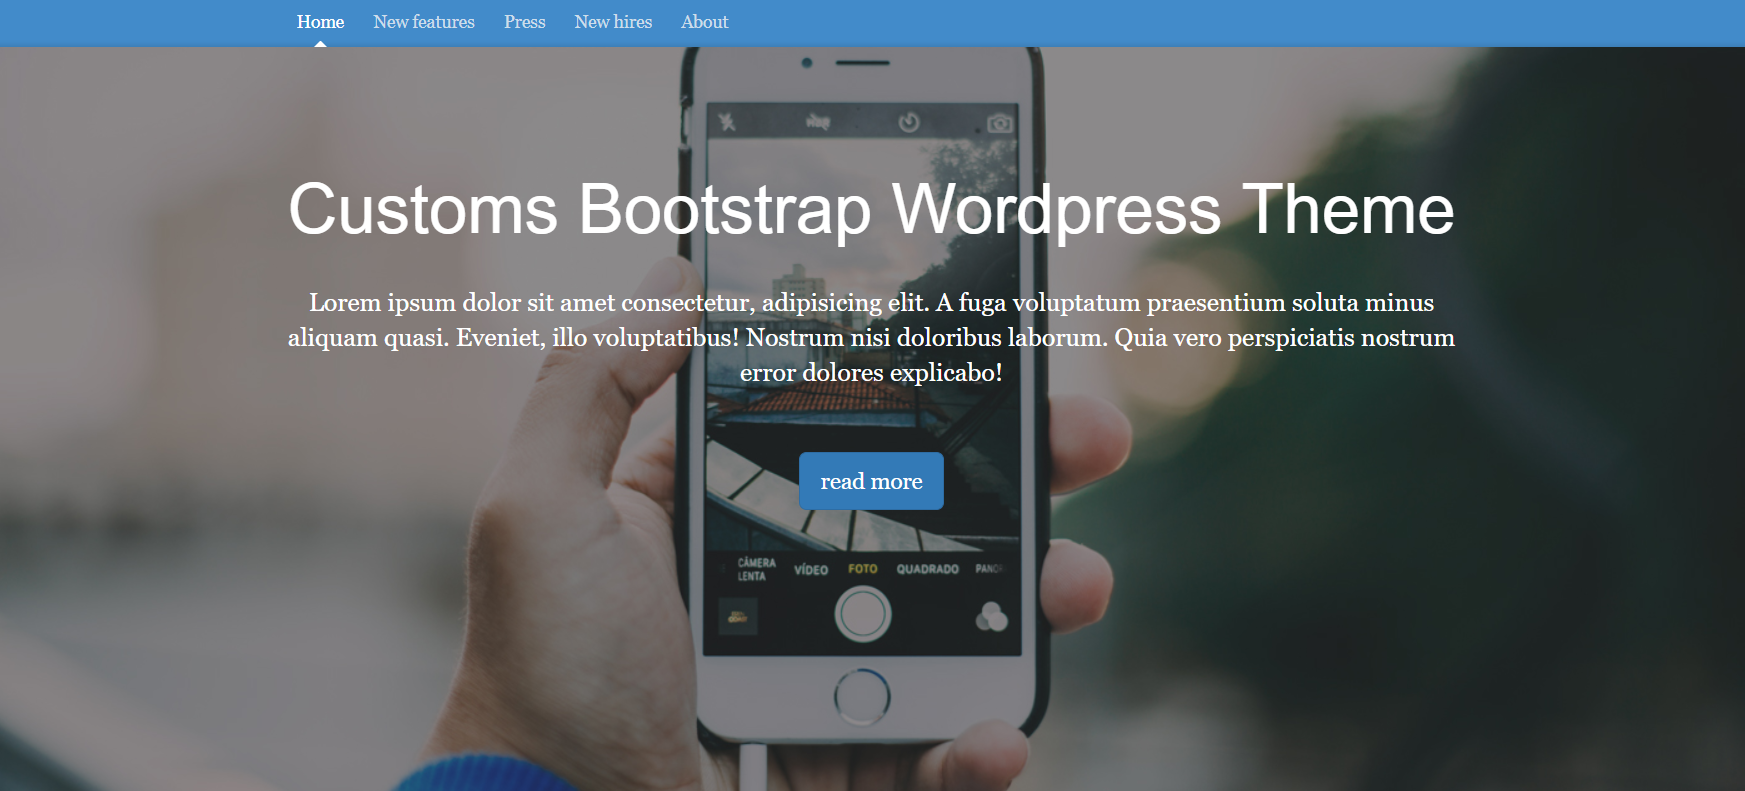 Home New features Press New hires About
Customs Bootstrap Wordpress Theme
Lorem ipsum dolor sit amet consectetur, adipisicing elit. A fuga voluptatum praesentium soluta minus
aliquam quasi. Eveniet, illo voluptatibus! Nostrum nisi doloribus laborum. Quia vero perspiciatis nostrum
error dolores explicabo!
read more
CÂMERA
LENTA
VÍDEO FOTO QUADRADO